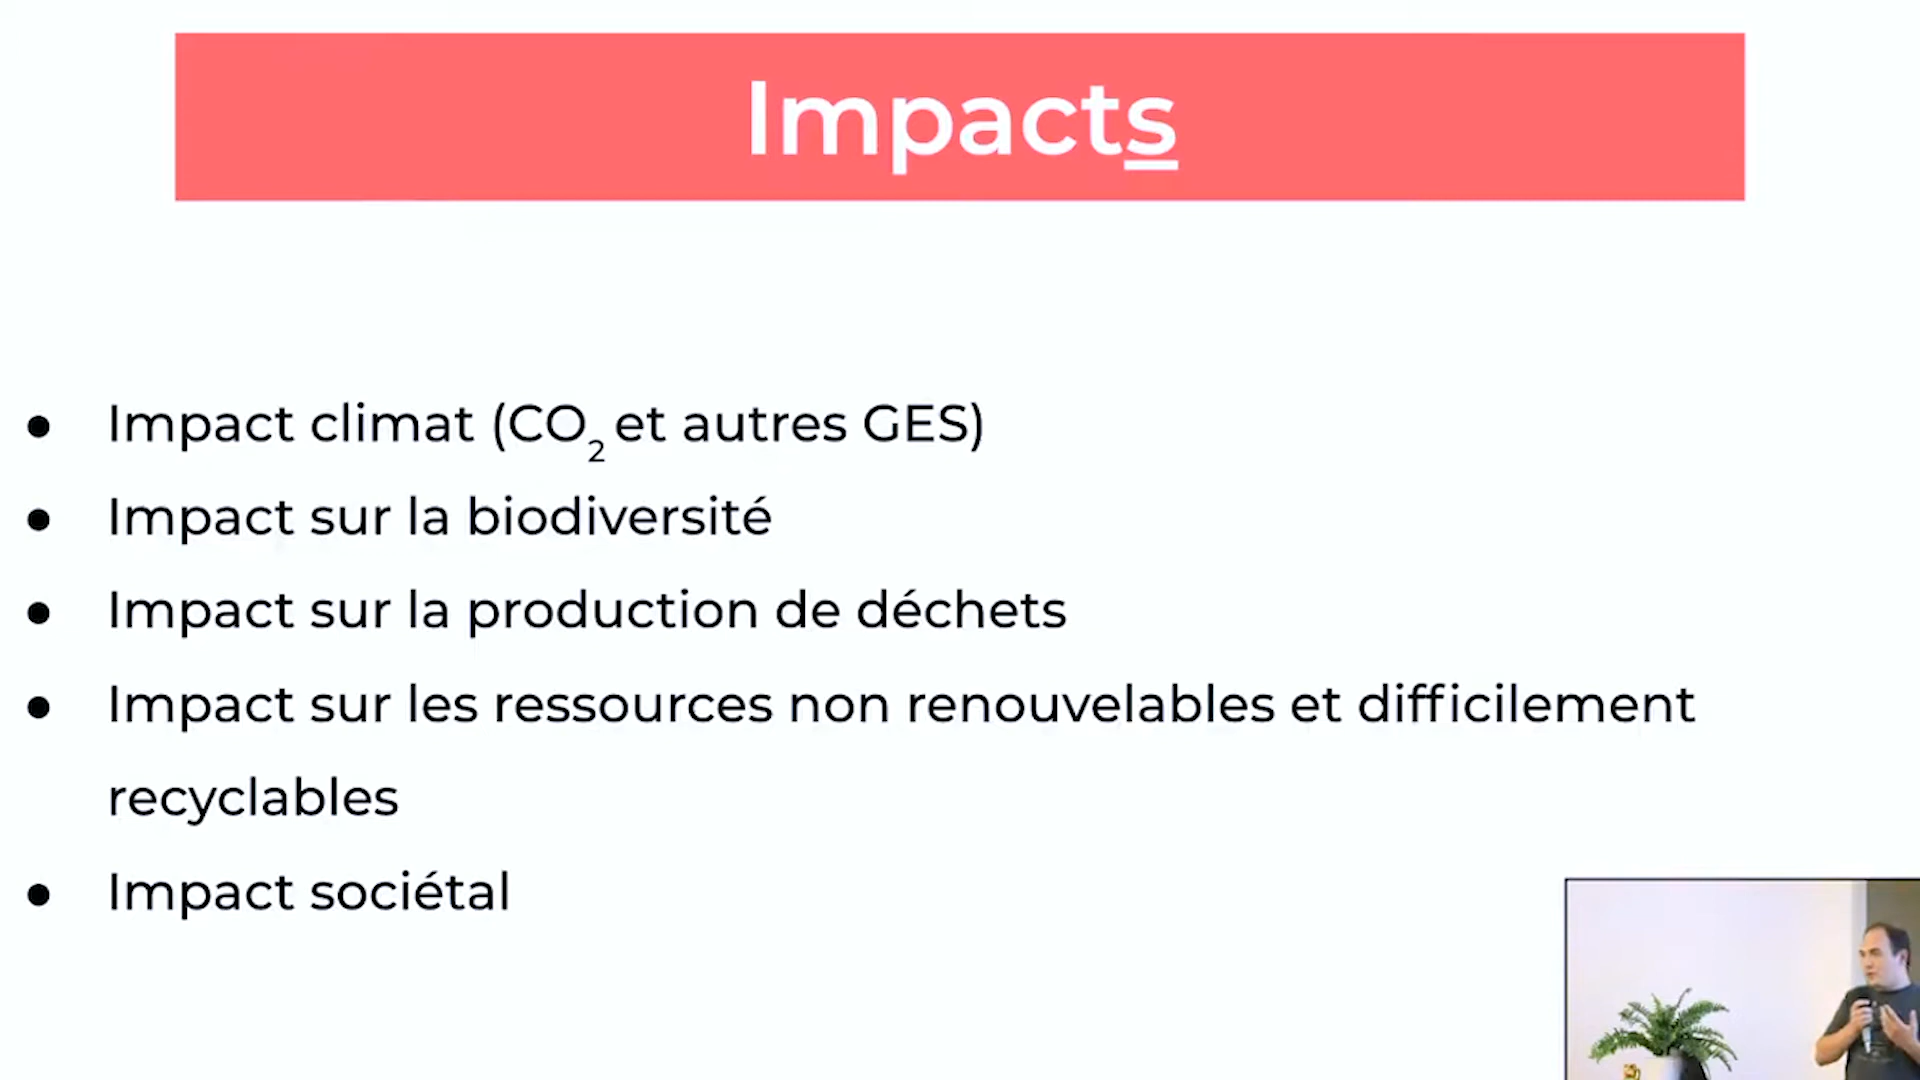 Impacts
● Impact climat (CO₂ et autres GES)
● Impact sur la biodiversité
● Impact sur la production de déchets
● Impact sur les ressources non renouvelables et difficilement
recyclables
● Impact sociétal